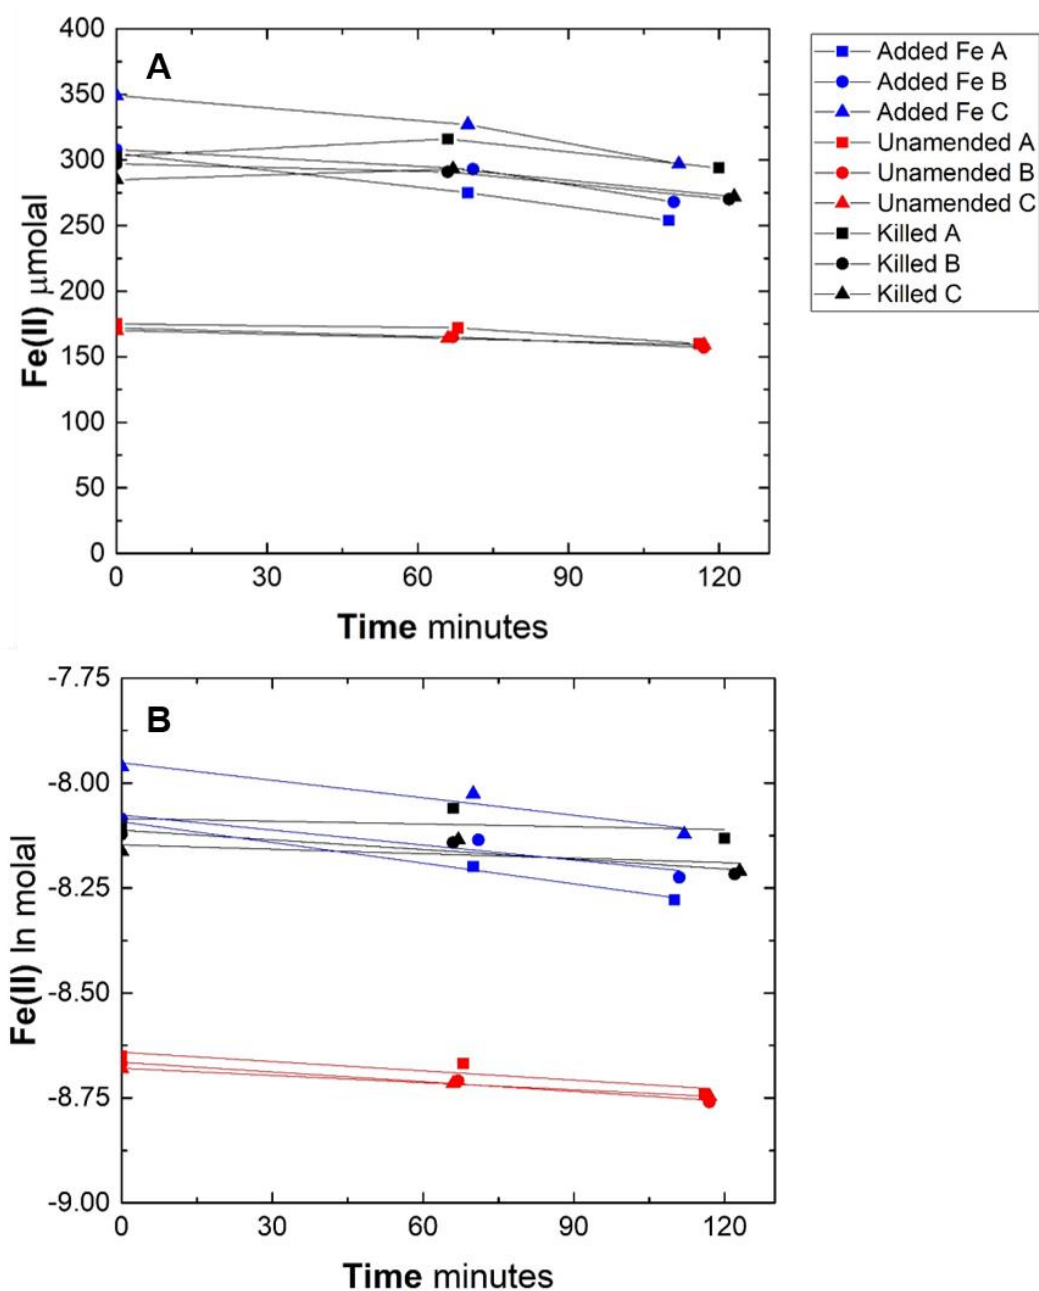 A
400
350
300
250
200
150
100
50
0
Fe(II) μmolal
0 30 60 90 120
Time minutes
Added Fe A
Added Fe B
Added Fe C
Unamended A
Unamended B
Unamended C
Killed A
Killed B
Killed C
B
-7.75
-8.00
-8.25
-8.50
-8.75
-9.00
Fe(II) ln molal
0 30 60 90 120
Time minutes